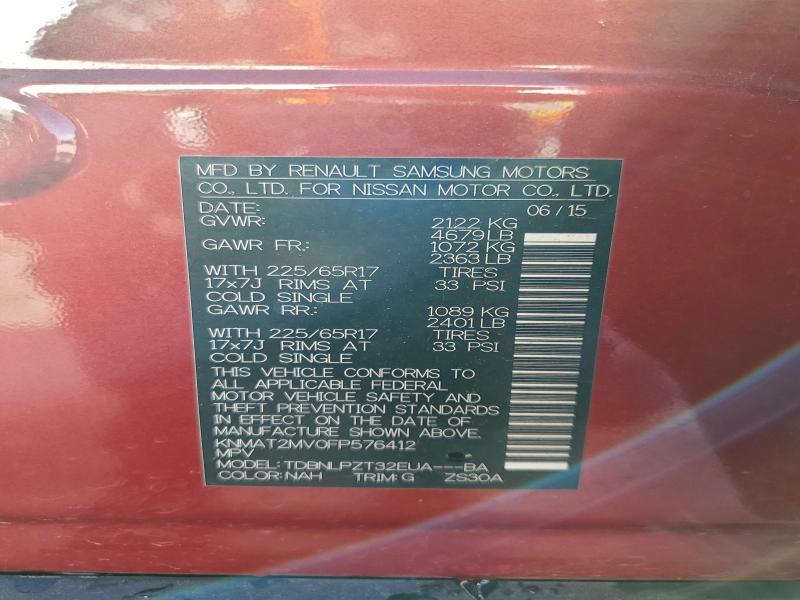 MFD BY RENAULT SAMSUNG MOTORS
CO., LTD. FOR NISSAN MOTOR CO., LTD.
DATE: 06/15
GVWR: 2122 KG
4679 LB
GAWR FR.: 1072 KG
2363 LB
WITH 225/65R17 TIRES
17x7J RIMS AT 33 PSI
COLD SINGLE
GAWR RR.: 1089 KG
2401 LB
WITH 225/65R17 TIRES
17x7J RIMS AT 33 PSI
COLD SINGLE
THIS VEHICLE CONFORMS TO
ALL APPLICABLE FEDERAL
MOTOR VEHICLE SAFETY AND
THEFT PREVENTION STANDARDS
IN EFFECT ON THE DATE OF
MANUFACTURE SHOWN ABOVE.
KNMAT2MV0FP576412
MPV
MODEL: TDBNLPZT32EUA---BA
COLOR: NAH TRIM: G ZS30A